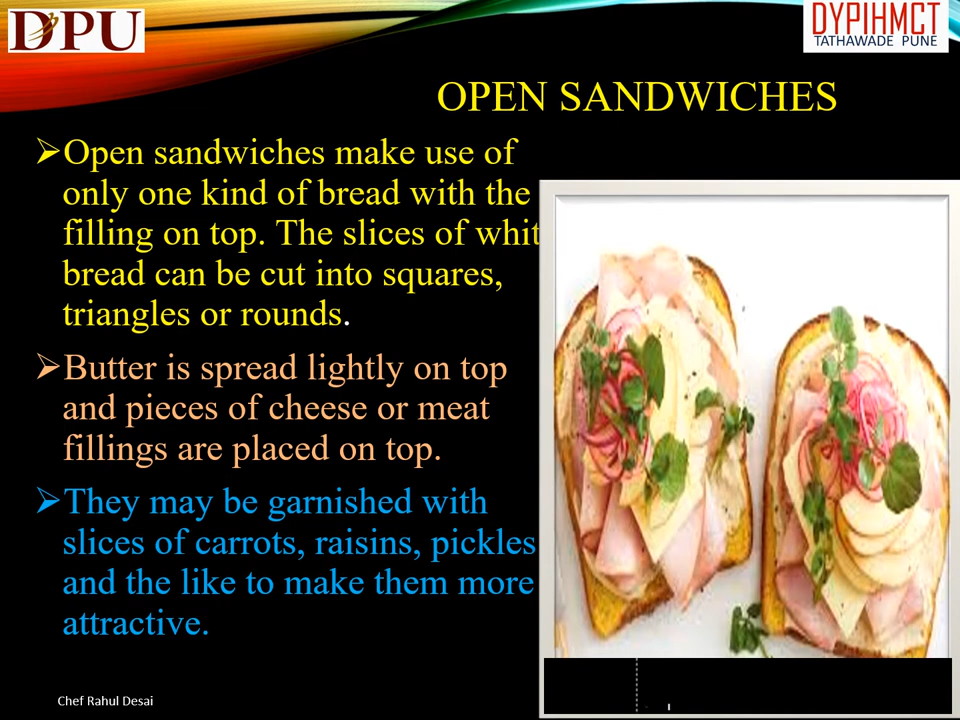 DPU
DYPIHMCT
TATHAWADE PUNE
OPEN SANDWICHES
Open sandwiches make use of
only one kind of bread with the
filling on top. The slices of whit
bread can be cut into squares,
triangles or rounds.
Butter is spread lightly on top
and pieces of cheese or meat
fillings are placed on top.
They may be garnished with
slices of carrots, raisins, pickles
and the like to make them more
attractive.
Chef Rahul Desai